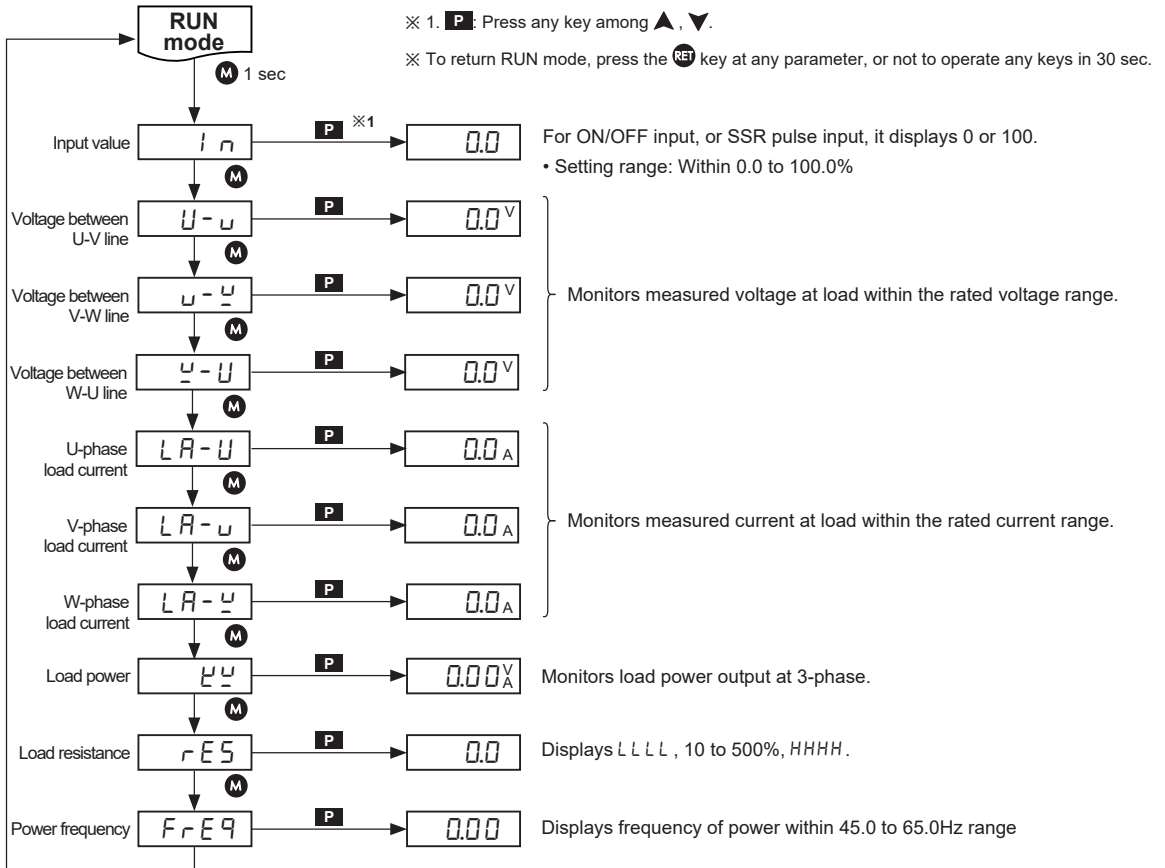 RUN
mode
※ 1. P : Press any key among ▲ , ▼.
※ To return RUN mode, press the RET key at any parameter, or not to operate any keys in 30 sec.
M 1 sec
Input value
In
P ※1
0.0
For ON/OFF input, or SSR pulse input, it displays 0 or 100.
• Setting range: Within 0.0 to 100.0%
M
Voltage between
U-V line
U-v
P
0.0 V
M
Voltage between
V-W line
v-W
P
0.0 V
Monitors measured voltage at load within the rated voltage range.
M
Voltage between
W-U line
W-U
P
0.0 V
M
U-phase
load current
LA-U
P
0.0 A
M
V-phase
load current
LA-v
P
0.0 A
Monitors measured current at load within the rated current range.
M
W-phase
load current
LA-W
P
0.0 A
M
Load power
KW
P
0.00 V A
Monitors load power output at 3-phase.
M
Load resistance
rES
P
0.0
Displays LLLL , 10 to 500%, HHHH .
M
Power frequency
FrEq
P
0.00
Displays frequency of power within 45.0 to 65.0Hz range